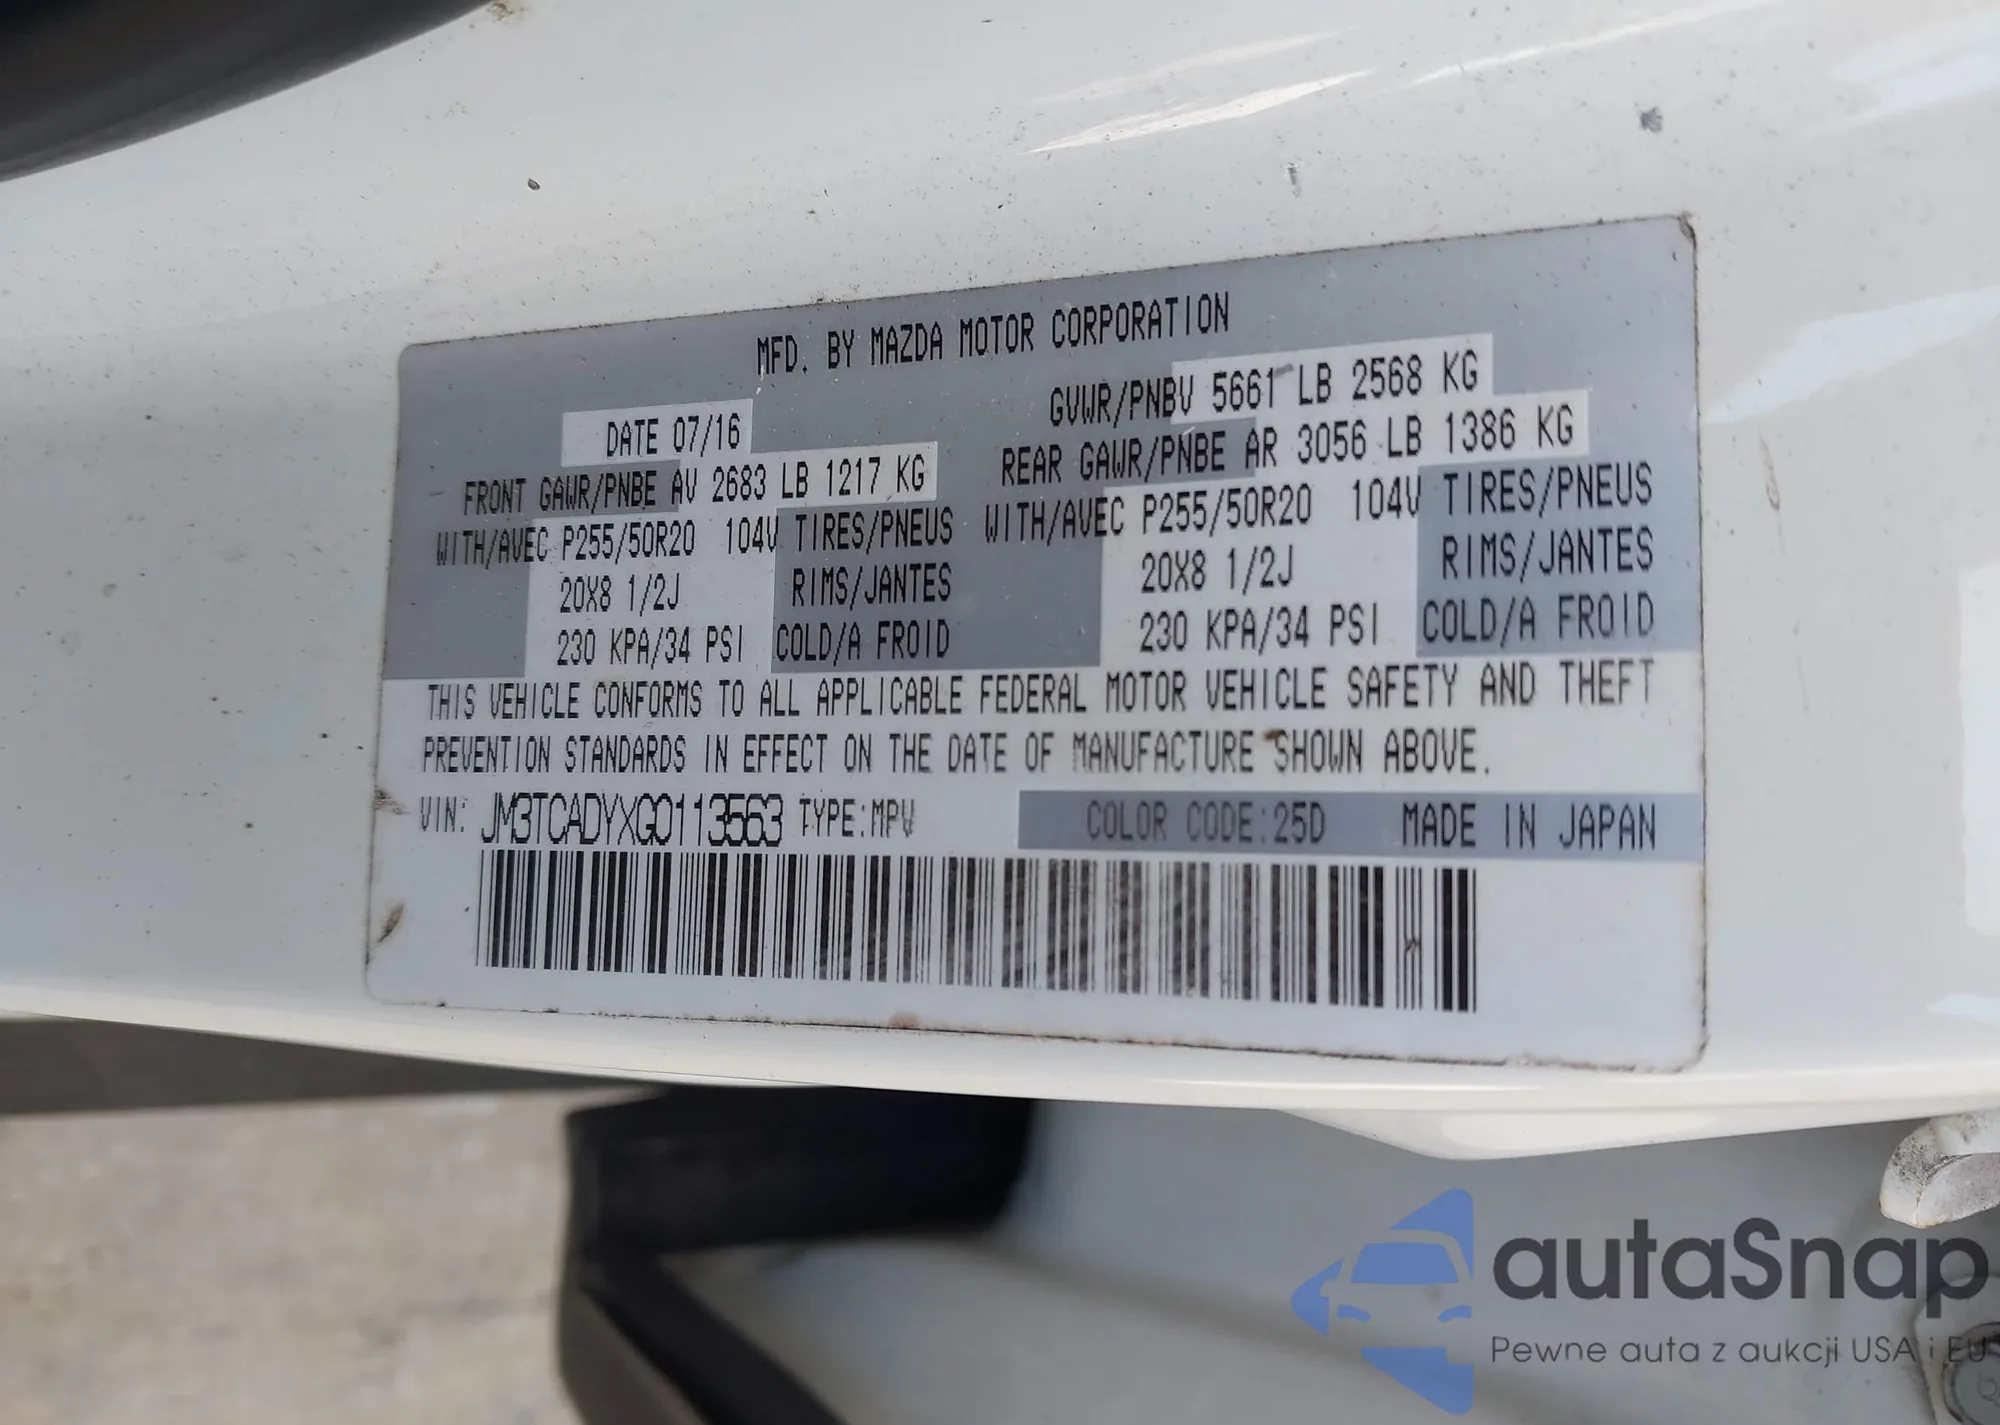 MFD. BY MAZDA MOTOR CORPORATION
DATE 07/16
GVWR/PNBV 5661 LB 2568 KG
FRONT GAWR/PNBE AV 2683 LB 1217 KG
REAR GAWR/PNBE AR 3056 LB 1386 KG
WITH/AVEC P255/50R20 104V TIRES/PNEUS
WITH/AVEC P255/50R20 104V TIRES/PNEUS
20X8 1/2J RIMS/JANTES
20X8 1/2J RIMS/JANTES
230 KPA/34 PSI COLD/A FROID
230 KPA/34 PSI COLD/A FROID
THIS VEHICLE CONFORMS TO ALL APPLICABLE FEDERAL MOTOR VEHICLE SAFETY AND THEFT
PREVENTION STANDARDS IN EFFECT ON THE DATE OF MANUFACTURE SHOWN ABOVE.
VIN: JM3TCADYXG0113563 TYPE:MPV COLOR CODE:25D MADE IN JAPAN
autaSnap
Pewne auta z aukcji USA i EU